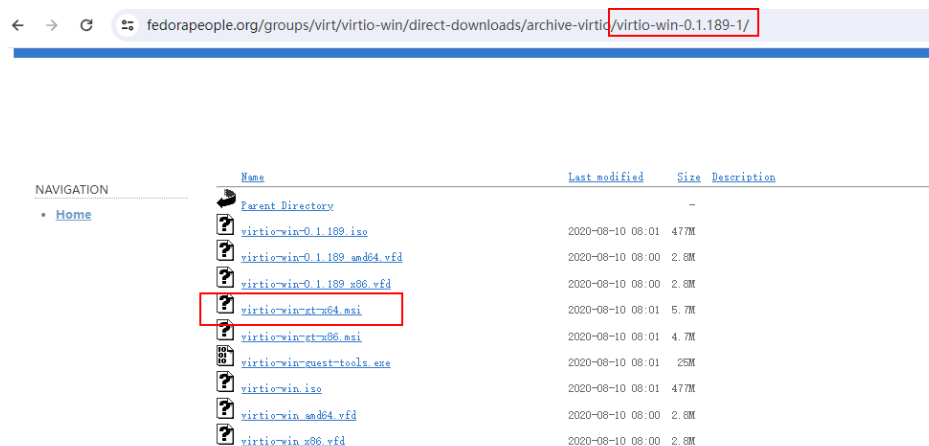 fedorapeople.org/groups/virt/virtio-win/direct-downloads/archive-virtio/virtio-win-0.1.189-1/
Name Last modified Size Description
NAVIGATION
Parent Directory -
• Home
virtio-win-0.1.189.iso 2020-08-10 08:01 477M
virtio-win-0.1.189_amd64.vfd 2020-08-10 08:00 2.8M
virtio-win-0.1.189_x86.vfd 2020-08-10 08:00 2.8M
virtio-win-gt-x64.msi 2020-08-10 08:01 5.7M
virtio-win-gt-x86.msi 2020-08-10 08:01 4.7M
virtio-win-guest-tools.exe 2020-08-10 08:01 25M
virtio-win.iso 2020-08-10 08:01 477M
virtio-win_amd64.vfd 2020-08-10 08:00 2.8M
virtio-win_x86.vfd 2020-08-10 08:00 2.8M